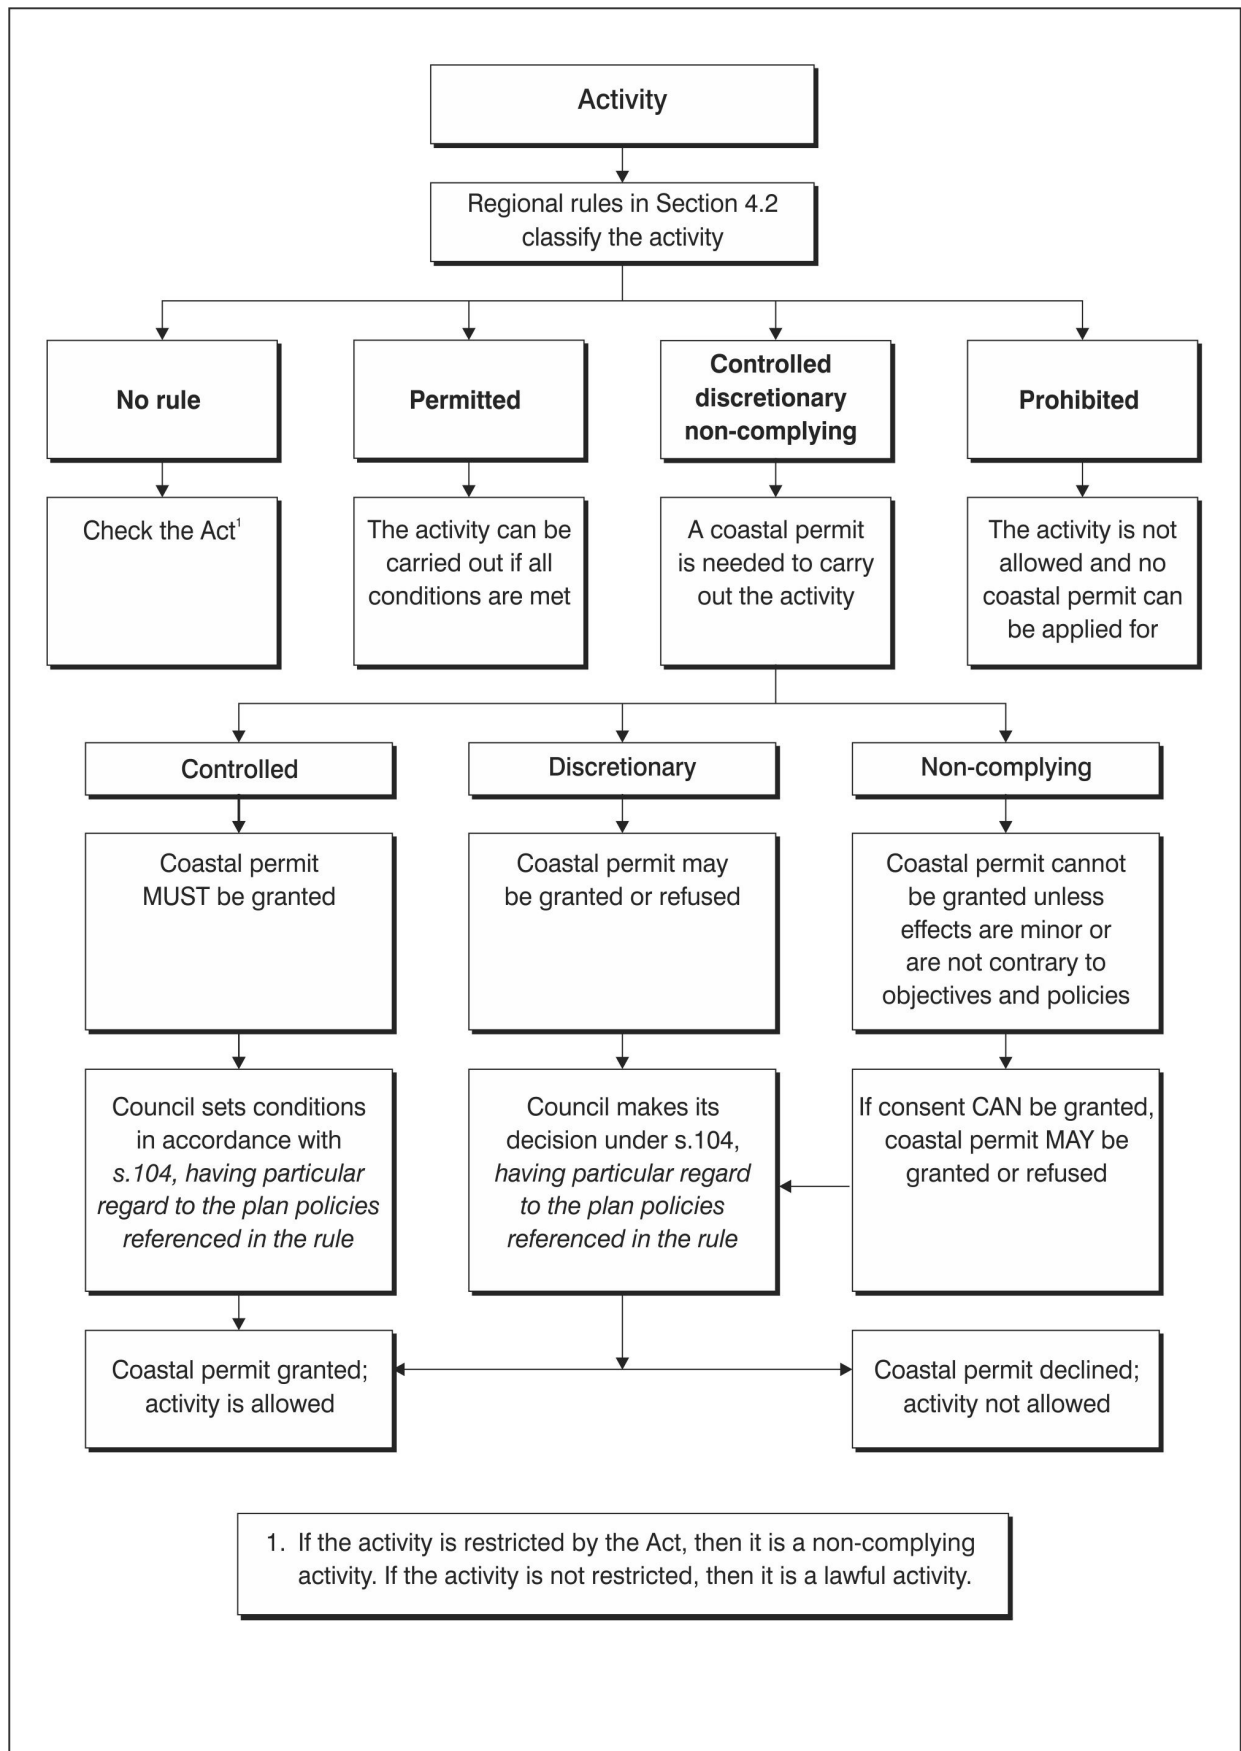 Activity
Regional rules in Section 4.2
classify the activity
No rule
Permitted
Controlled
discretionary
non-complying
Prohibited
Check the Act¹
The activity can be
carried out if all
conditions are met
A coastal permit
is needed to carry
out the activity
The activity is not
allowed and no
coastal permit can
be applied for
Controlled
Discretionary
Non-complying
Coastal permit
MUST be granted
Coastal permit may
be granted or refused
Coastal permit cannot
be granted unless
effects are minor or
are not contrary to
objectives and policies
Council sets conditions
in accordance with
s.104, having particular
regard to the plan policies
referenced in the rule
Council makes its
decision under s.104,
having particular regard
to the plan policies
referenced in the rule
If consent CAN be granted,
coastal permit MAY be
granted or refused
Coastal permit granted;
activity is allowed
Coastal permit declined;
activity not allowed
1. If the activity is restricted by the Act, then it is a non-complying
activity. If the activity is not restricted, then it is a lawful activity.